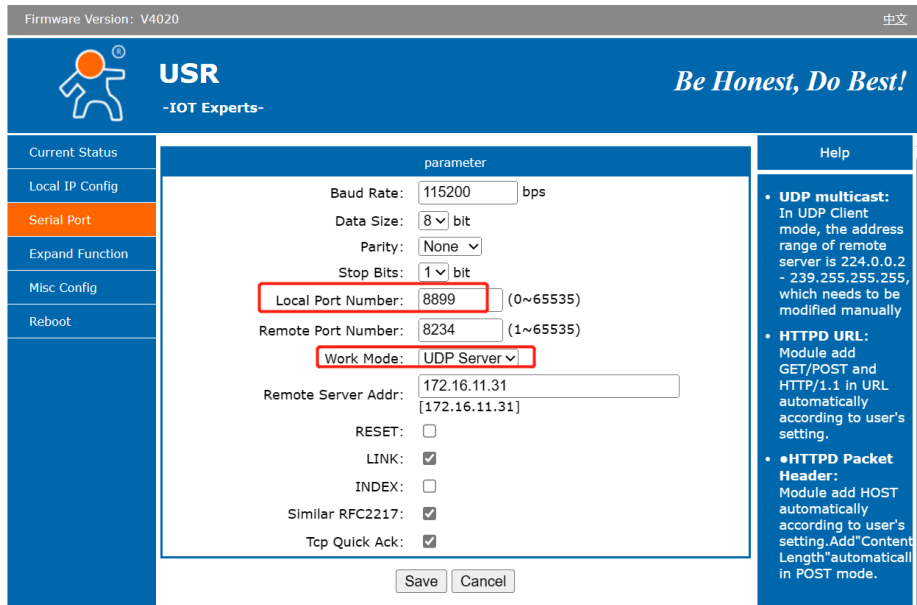 Firmware Version: V4020
中文
®
USR
-IOT Experts-
Be Honest, Do Best!
Current Status
Local IP Config
Serial Port
Expand Function
Misc Config
Reboot
parameter
Baud Rate: 115200 bps
Data Size: 8 bit
Parity: None
Stop Bits: 1 bit
Local Port Number: 8899 (0~65535)
Remote Port Number: 8234 (1~65535)
Work Mode: UDP Server
Remote Server Addr: 172.16.11.31
[172.16.11.31]
RESET:
LINK:
INDEX:
Similar RFC2217:
Tcp Quick Ack:
Save Cancel
Help
• UDP multicast:
In UDP Client
mode, the address
range of remote
server is 224.0.0.2
- 239.255.255.255,
which needs to be
modified manually
• HTTPD URL:
Module add
GET/POST and
HTTP/1.1 in URL
automatically
according to user's
setting.
• ●HTTPD Packet
Header:
Module add HOST
automatically
according to user's
setting.Add"Content
Length"automaticall
in POST mode.